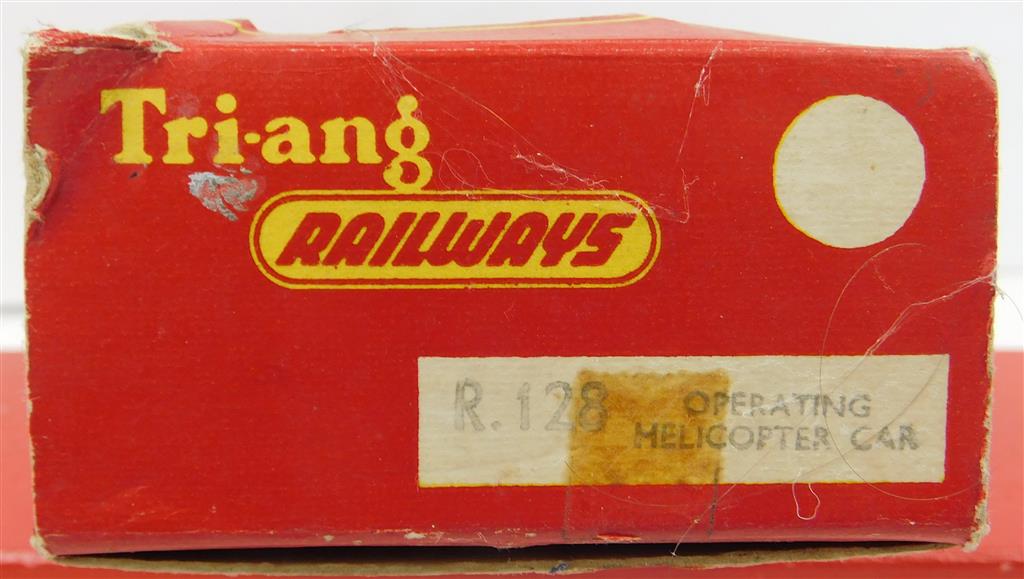 Tri-ang
RAILWAYS
R.128 OPERATING
HELICOPTER CAR